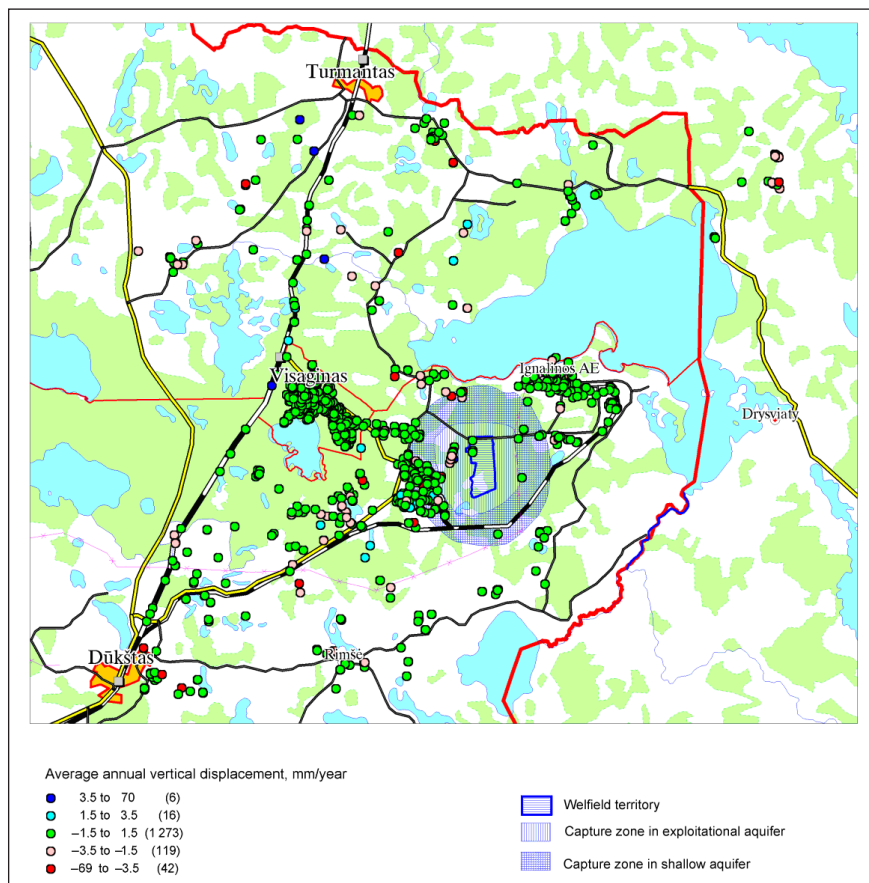 Turmantas
Visaginas
Ignalinos AE
Drysviaty
Dūkštas
Rimšė
Average annual vertical displacement, mm/year
3.5 to 70 (6)
1.5 to 3.5 (16)
–1.5 to 1.5 (1 273)
–3.5 to –1.5 (119)
–69 to –3.5 (42)
Welfield territory
Capture zone in exploitational aquifer
Capture zone in shallow aquifer